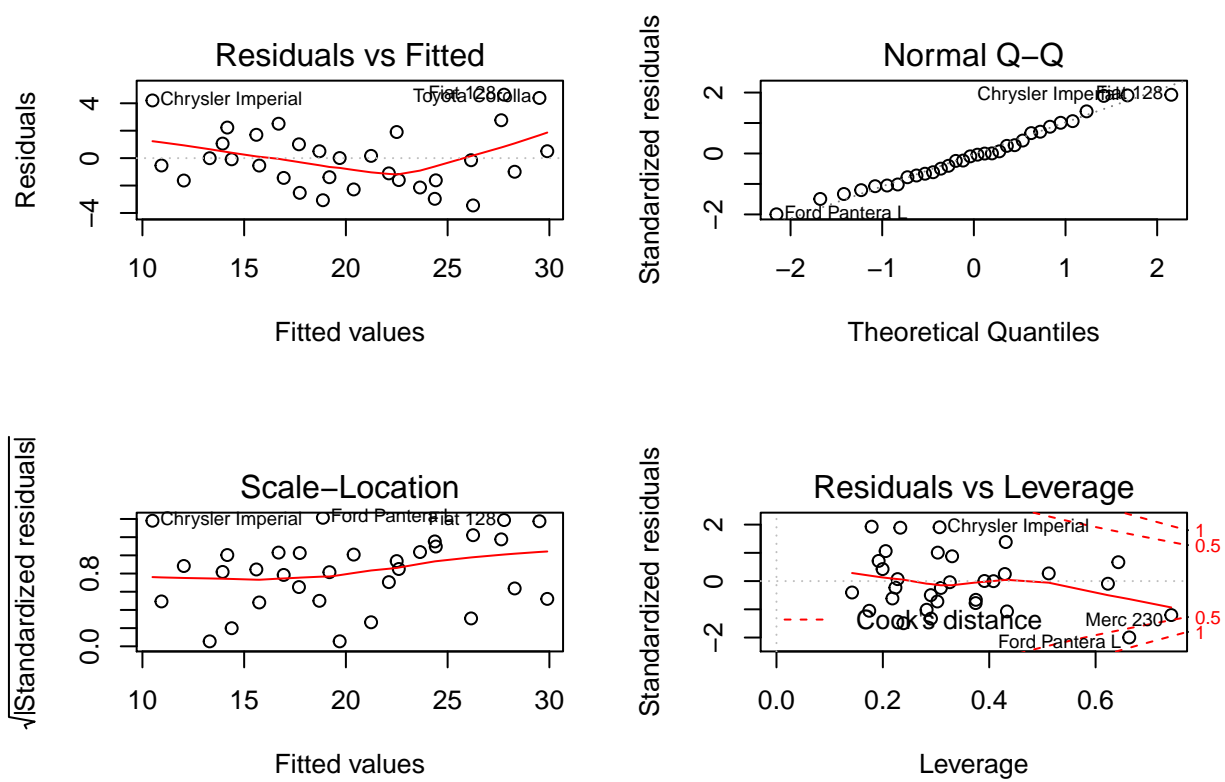 Residuals vs Fitted
Residuals
4
0
−4
Chrysler Imperial
Toyota Corolla
Fiat 128
10 15 20 25 30
Fitted values
Normal Q−Q
Standardized residuals
2
0
−2
Chrysler Imperial
Fiat 128
Ford Pantera L
−2 −1 0 1 2
Theoretical Quantiles
Scale−Location
√|Standardized residuals|
0.8
0.0
Chrysler Imperial
Ford Pantera L
Fiat 128
10 15 20 25 30
Fitted values
Residuals vs Leverage
Standardized residuals
2
0
−2
Chrysler Imperial
1
0.5
Merc 230
0.5
Cook's distance
1
Ford Pantera L
0.0 0.2 0.4 0.6
Leverage